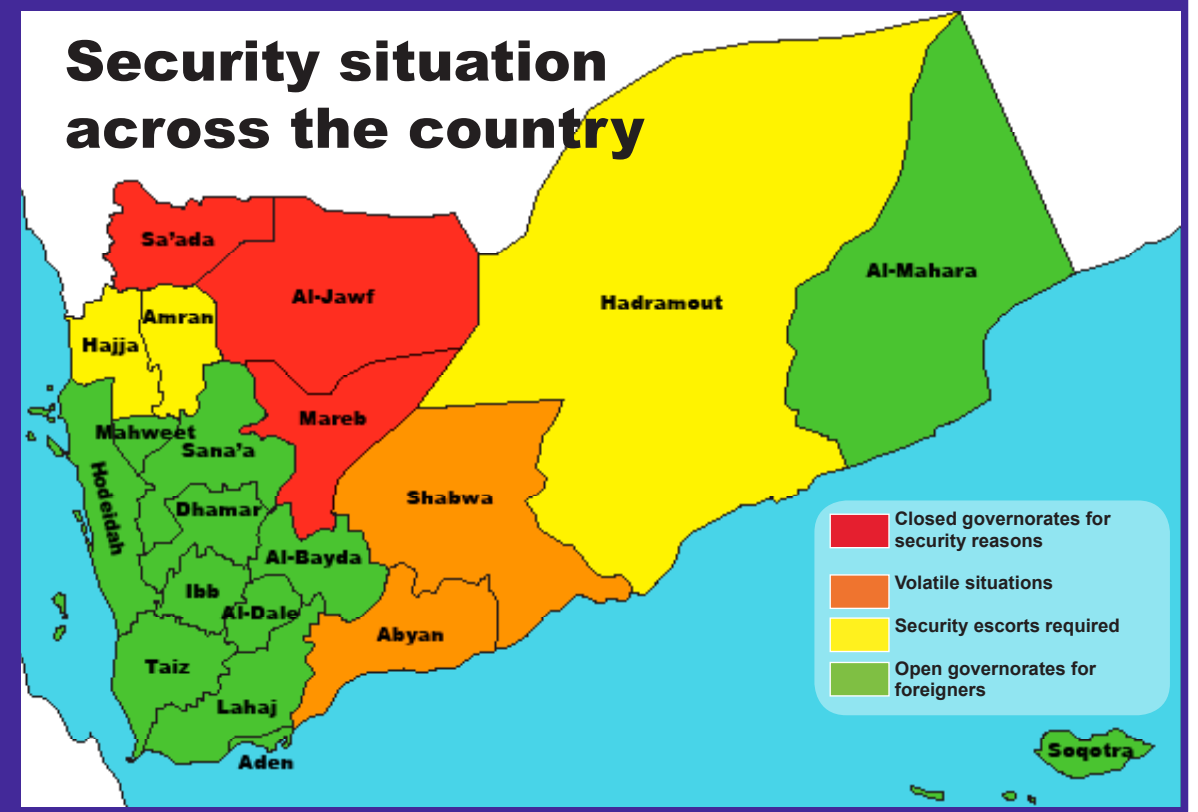 Security situation
across the country
Sa'ada
Al-Jawf
Al-Mahara
Hadramout
Amran
Hajja
Mareb
Mahweet
Sana'a
Hodeidah
Dhamar
Shabwa
Al-Bayda
Ibb
Al-Dale
Abyan
Taiz
Lahaj
Aden
Soqotra
Closed governorates for
security reasons
Volatile situations
Security escorts required
Open governorates for
foreigners